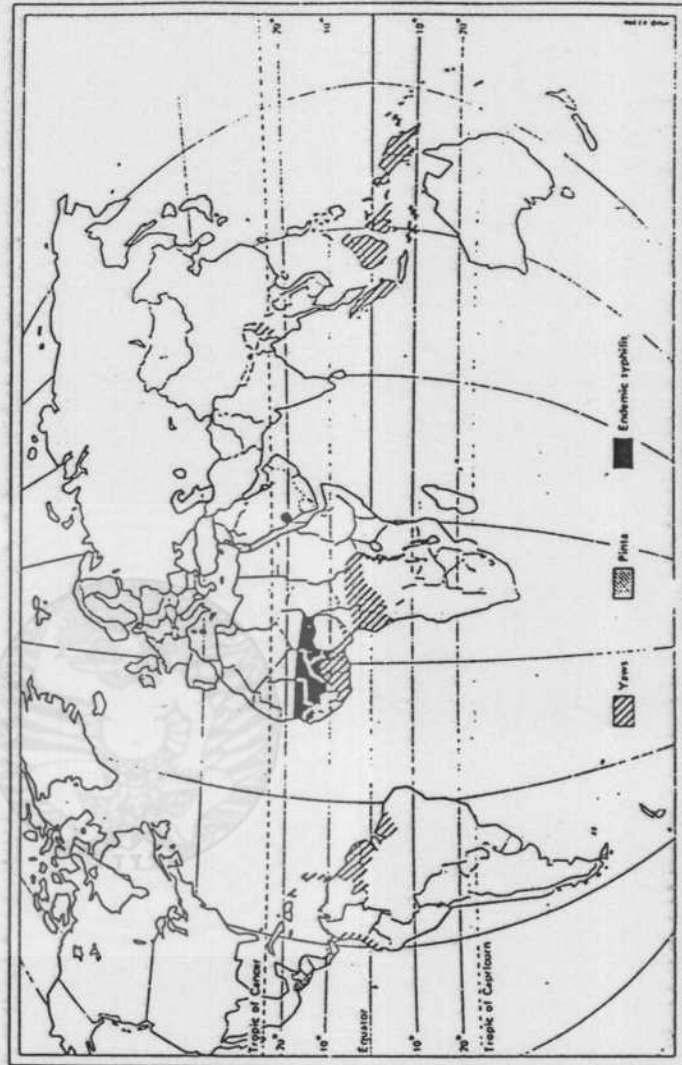 20°
10°
10°
20°
Tropic of Cancer
20°
10°
Equator
10°
20°
Tropic of Capricorn
Yaws
Pinta
Endemic syphilis